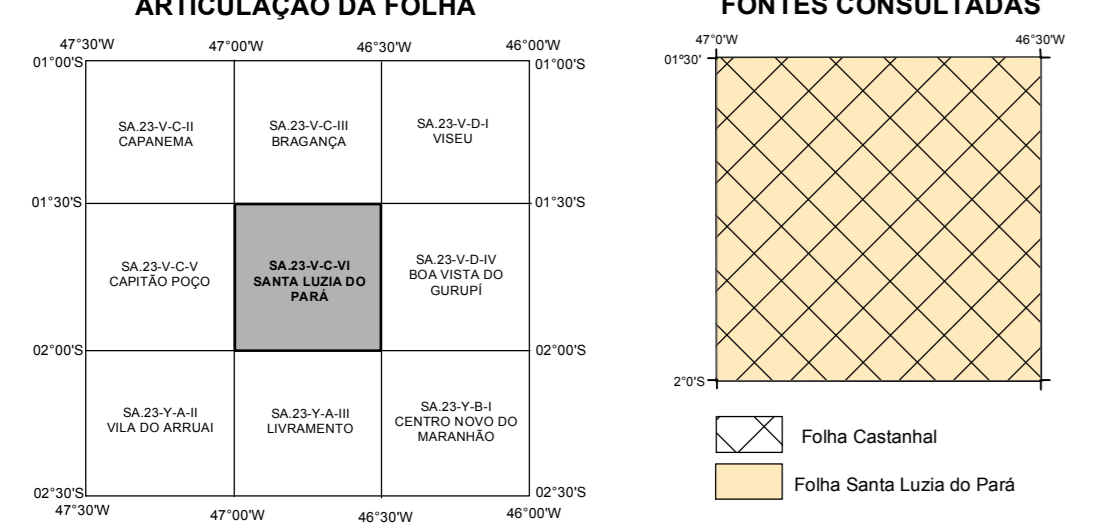 ARTICULAÇÃO DA FOLHA
47°30'W 47°00'W 46°30'W 46°00'W
01°00'S 01°00'S
SA.23-V-C-II
CAPANEMA
SA.23-V-C-III
BRAGANÇA
SA.23-V-D-I
VISEU
01°30'S 01°30'S
SA.23-V-C-V
CAPITÃO POÇO
SA.23-V-C-VI
SANTA LUZIA DO
PARÁ
SA.23-V-D-IV
BOA VISTA DO
GURUPÍ
02°00'S 02°00'S
SA.23-Y-A-II
VILA DO ARRUAI
SA.23-Y-A-III
LIVRAMENTO
SA.23-Y-B-I
CENTRO NOVO DO
MARANHÃO
02°30'S 02°30'S
47°30'W 47°00'W 46°30'W 46°00'W
FONTES CONSULTADAS
47°0'W 46°30'W
01°30'
2°0'S
Folha Castanhal
Folha Santa Luzia do Pará